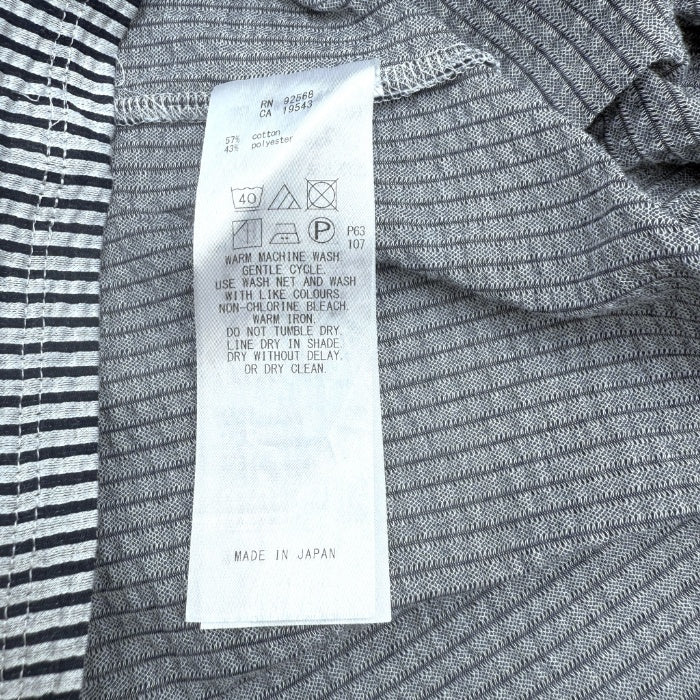 RN 92568
CA 19543
57% cotton
43% polyester
40
P P63
107
WARM MACHINE WASH.
GENTLE CYCLE.
USE WASH NET AND WASH
WITH LIKE COLOURS.
NON-CHLORINE BLEACH.
WARM IRON.
DO NOT TUMBLE DRY.
LINE DRY IN SHADE.
DRY WITHOUT DELAY.
OR DRY CLEAN.
MADE IN JAPAN